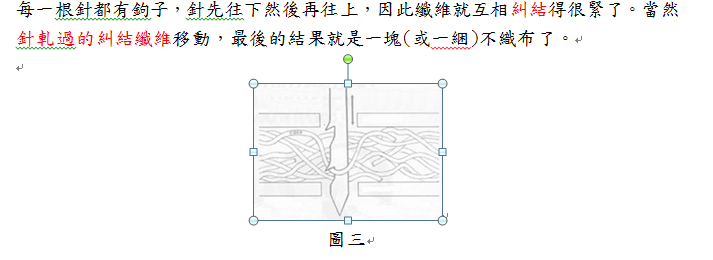 每一根針都有鉤子，針先往下然後再往上，因此纖維就互相糾結得很緊了。當然
針軋過的糾結纖維移動，最後的結果就是一塊(或一綑)不織布了。
圖三